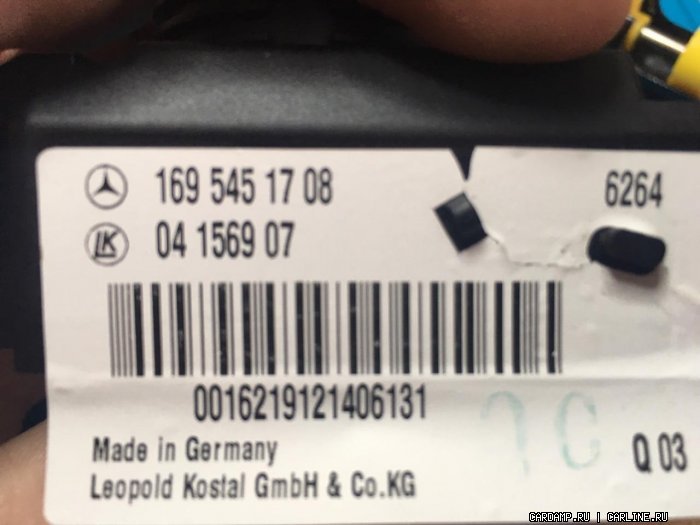 169 545 17 08
6264
LK
04 1569 07
0016219121406131
Made in Germany
Q 03
Leopold Kostal GmbH & Co.KG
CARDAMP.RU | CARLINE.RU